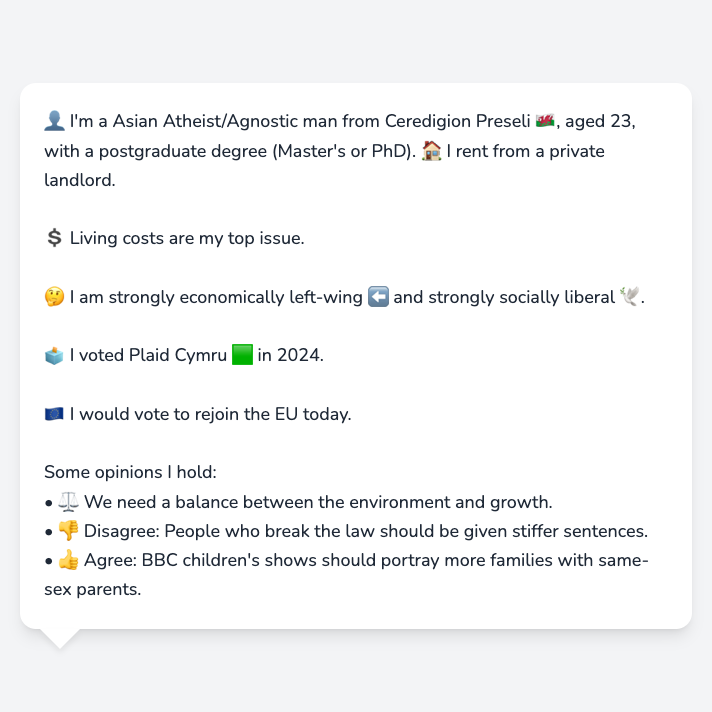 👤 I'm a Asian Atheist/Agnostic man from Ceredigion Preseli 🏴󠁧󠁢󠁷󠁬󠁳󠁿, aged 23,
with a postgraduate degree (Master's or PhD). 🏠 I rent from a private
landlord.
💲 Living costs are my top issue.
🤔 I am strongly economically left-wing ⬅️ and strongly socially liberal 🕊️.
🗳️ I voted Plaid Cymru 🟩 in 2024.
🇪🇺 I would vote to rejoin the EU today.
Some opinions I hold:
• ⚖️ We need a balance between the environment and growth.
• 👎 Disagree: People who break the law should be given stiffer sentences.
• 👍 Agree: BBC children's shows should portray more families with same-
sex parents.